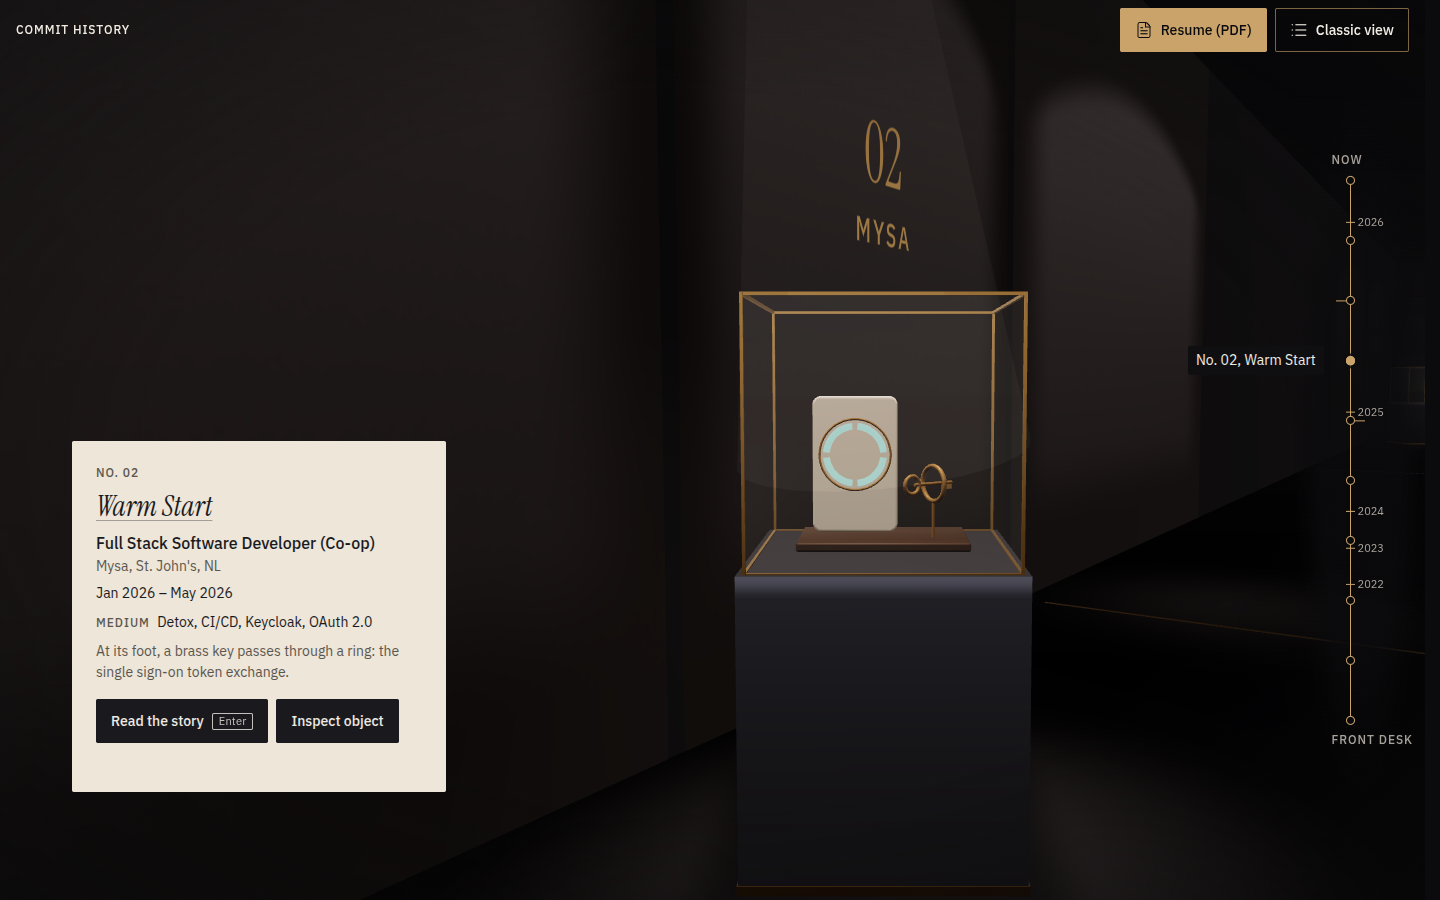 COMMIT HISTORY
Resume (PDF)
Classic view
02
MYSA
NOW
2026
No. 02, Warm Start
2025
2024
2023
2022
FRONT DESK
NO. 02
Warm Start
Full Stack Software Developer (Co-op)
Mysa, St. John's, NL
Jan 2026 – May 2026
MEDIUM Detox, CI/CD, Keycloak, OAuth 2.0
At its foot, a brass key passes through a ring: the
single sign-on token exchange.
Read the story Enter
Inspect object